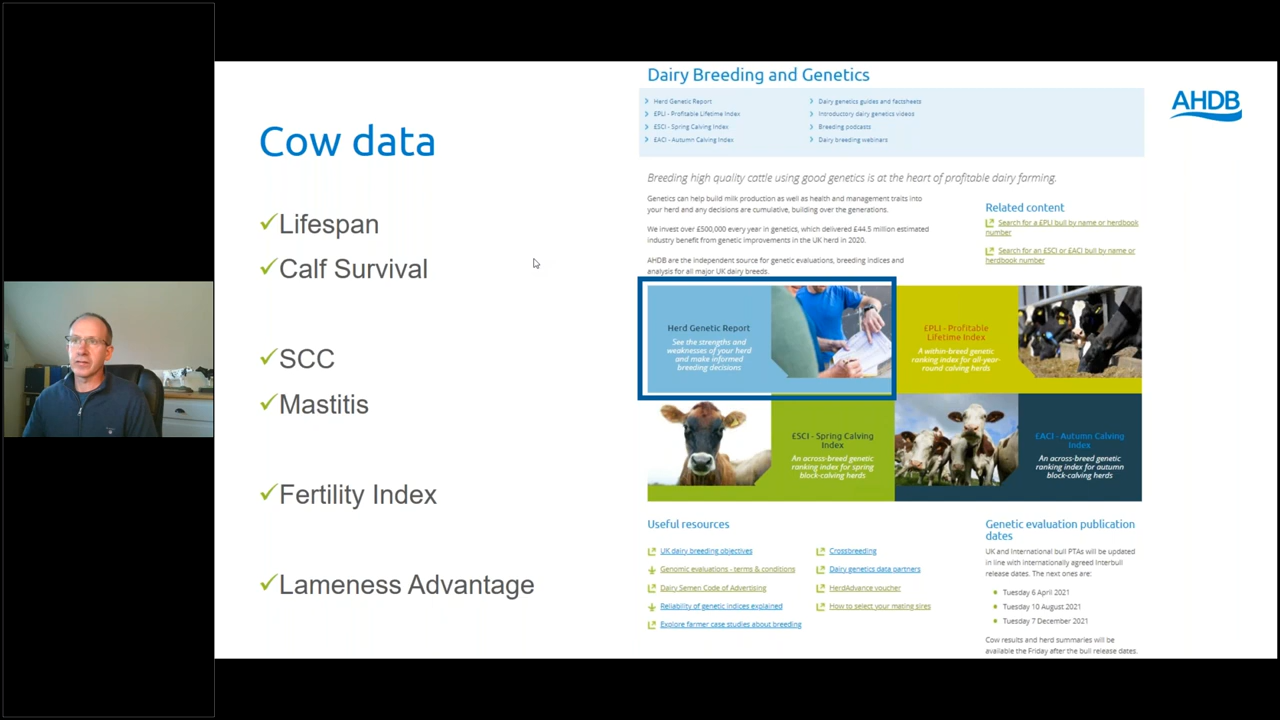 Cow data
✓Lifespan
✓Calf Survival
✓SCC
✓Mastitis
✓Fertility Index
✓Lameness Advantage
Dairy Breeding and Genetics
Herd Genetic Report
£PLI - Profitable Lifetime Index
£SCI - Spring Calving Index
£ACI - Autumn Calving Index
Dairy genetics guides and factsheets
Introductory dairy genetics videos
Breeding podcasts
Dairy breeding webinars
AHDB
Breeding high quality cattle using good genetics is at the heart of profitable dairy farming.
Genetics can help build milk production as well as health and management traits into
your herd and any decisions are cumulative, building over the generations.
We invest over £500,000 every year in genetics, which delivered £44.5 million estimated
industry benefit from genetic improvements in the UK herd in 2020.
AHDB are the independent source for genetic evaluations, breeding indices and
analysis for all major UK dairy breeds.
Related content
Search for a £PLI bull by name or herdbook
number
Search for an £SCI or £ACI bull by name or
herdbook number
Herd Genetic Report
See the strengths and
weaknesses of your herd
and make informed
breeding decisions
£PLI - Profitable
Lifetime Index
A within-breed genetic
ranking index for all-year-
round calving herds
£SCI - Spring Calving
Index
An across-breed genetic
ranking index for spring
block-calving herds
£ACI - Autumn Calving
Index
An across-breed genetic
ranking index for autumn
block-calving herds
Useful resources
UK dairy breeding objectives
Genomic evaluations - terms & conditions
Dairy Semen Code of Advertising
Reliability of genetic indices explained
Explore farmer case studies about breeding
Crossbreeding
Dairy genetics data partners
HerdAdvance voucher
How to select your mating sires
Genetic evaluation publication
dates
UK and International bull PTAs will be updated
in line with internationally agreed Interbull
release dates. The next ones are:
Tuesday 6 April 2021
Tuesday 10 August 2021
Tuesday 7 December 2021
Cow results and herd summaries will be
available the Friday after the bull release dates.